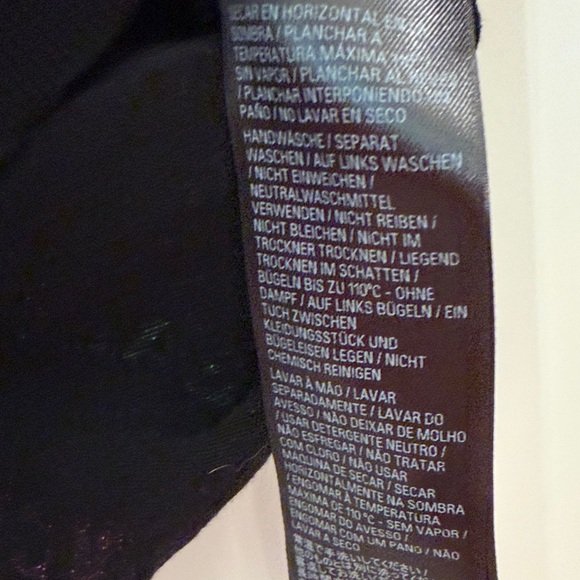 SECAR EN HORIZONTAL EN
SOMBRA / PLANCHAR A
TEMPERATURA MÁXIMA
SIN VAPOR / PLANCHAR AL
/ PLANCHAR INTERPONIENDO
PAÑO / NO LAVAR EN SECO
HANDWÄSCHE / SEPARAT
WASCHEN / AUF LINKS WASCHEN
/ NICHT EINWEICHEN /
NEUTRALWASCHMITTEL
VERWENDEN / NICHT REIBEN /
NICHT BLEICHEN / NICHT IM
TROCKNER TROCKNEN / LIEGEND
TROCKNEN IM SCHATTEN /
BÜGELN BIS ZU 110°C - OHNE
DAMPF / AUF LINKS BÜGELN / EIN
TUCH ZWISCHEN
KLEIDUNGSSTÜCK UND
BÜGELEISEN LEGEN / NICHT
CHEMISCH REINIGEN
LAVAR À MÃO / LAVAR
SEPARADAMENTE / LAVAR DO
AVESSO / NÃO DEIXAR DE MOLHO
/ USAR DETERGENTE NEUTRO /
NÃO ESFREGAR / NÃO TRATAR
COM CLORO / NÃO USAR
MÁQUINA DE SECAR / SECAR
HORIZONTALMENTE NA SOMBRA
/ ENGOMAR À TEMPERATURA
MÁXIMA DE 110°C - SEM VAPOR /
ENGOMAR DO AVESSO /
ENGOMAR COM UM PANO / NÃO
LAVAR A SECO